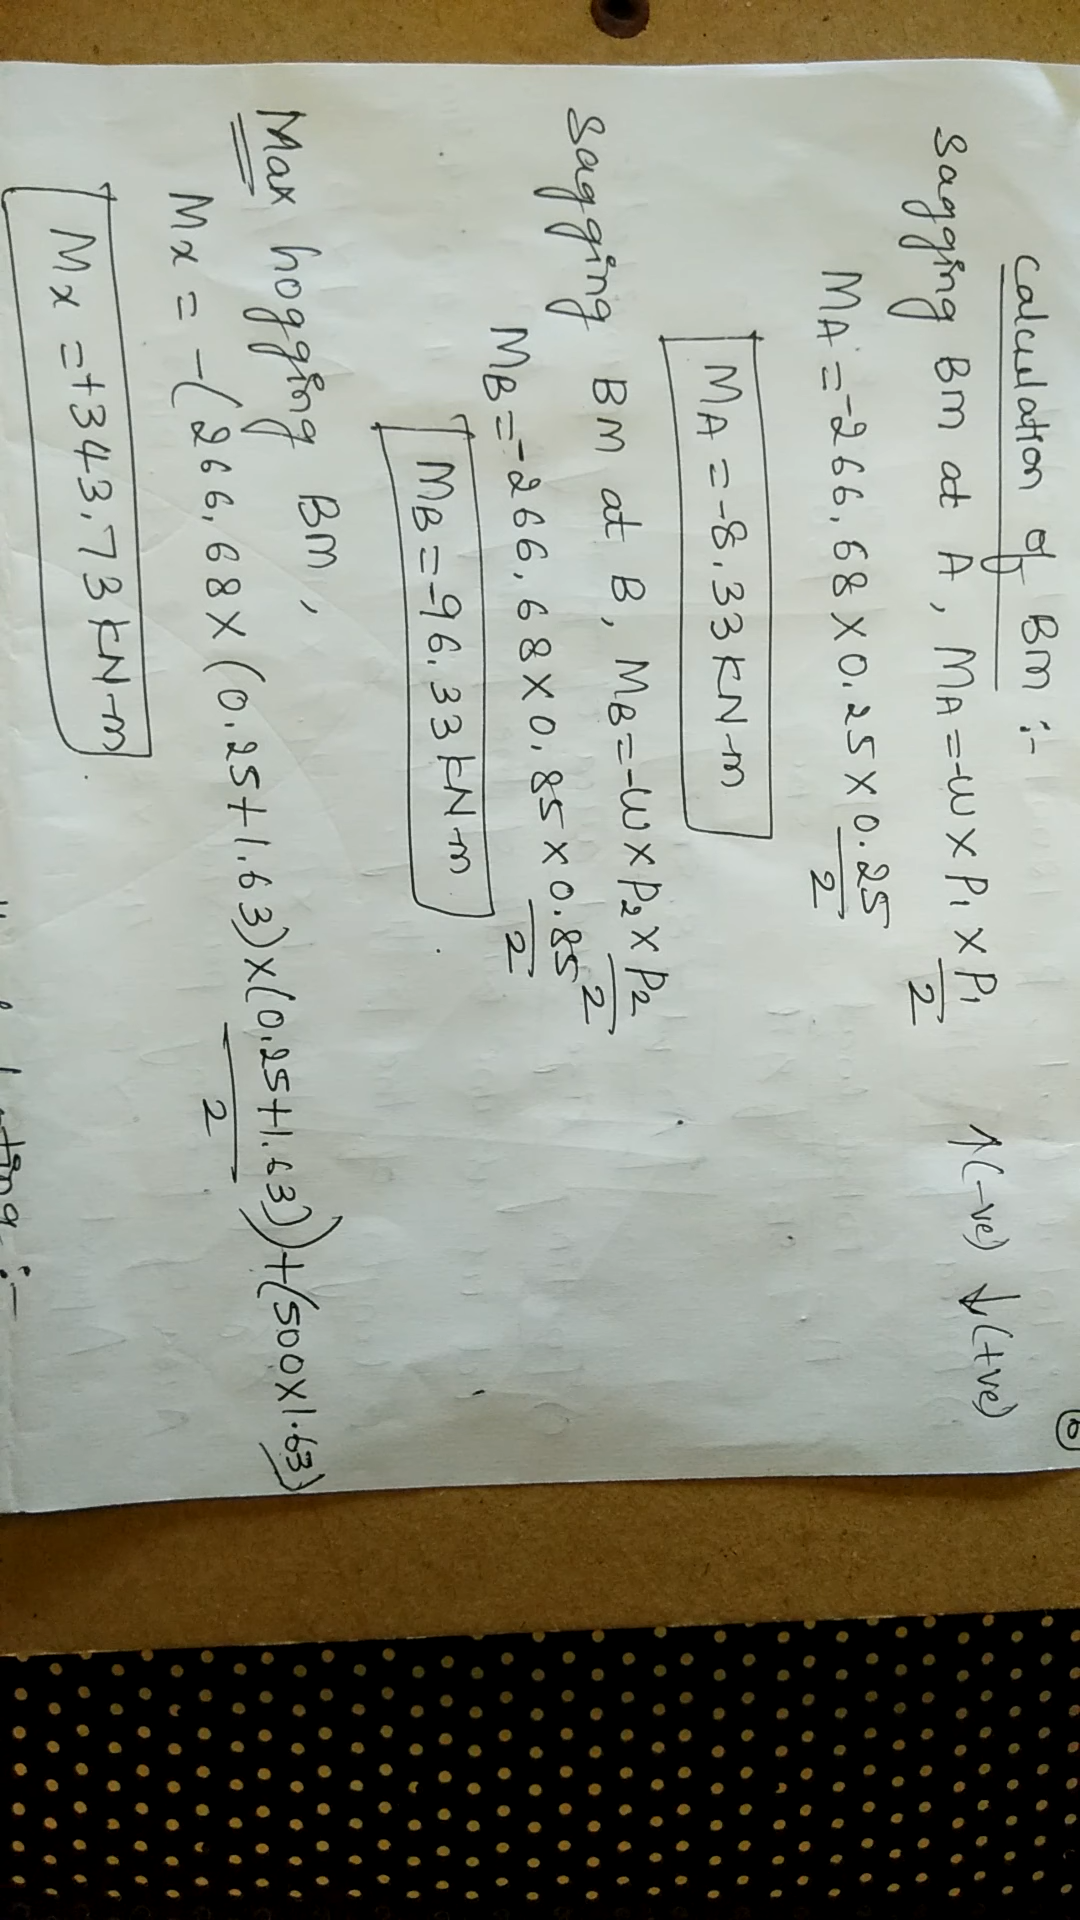 6
Calculation of Bm :-
Sagging Bm at A, MA = -w x P1 x P1/2 ↑(-ve) ↓(+ve)
MA = -266.68 x 0.25 x 0.25/2
MA = -8.33 kN-m
Sagging Bm at B, MB = -w x P2 x P2/2
MB = -266.68 x 0.85 x 0.85/2
MB = -96.33 kN-m
Max hogging Bm,
Mx = -(266.68 x (0.25+1.63) x (0.25+1.63)/2) + (500 x 1.63)
Mx = +343.73 kN-m